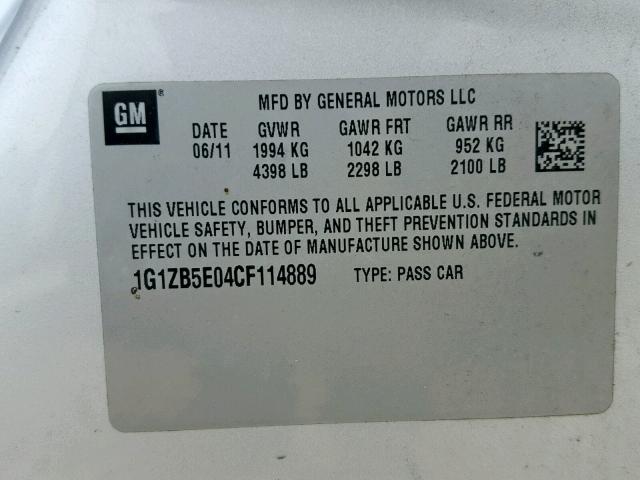 GM ®
MFD BY GENERAL MOTORS LLC
DATE GVWR GAWR FRT GAWR RR
06/11 1994 KG 1042 KG 952 KG
4398 LB 2298 LB 2100 LB
THIS VEHICLE CONFORMS TO ALL APPLICABLE U.S. FEDERAL MOTOR
VEHICLE SAFETY, BUMPER, AND THEFT PREVENTION STANDARDS IN
EFFECT ON THE DATE OF MANUFACTURE SHOWN ABOVE.
1G1ZB5E04CF114889 TYPE: PASS CAR